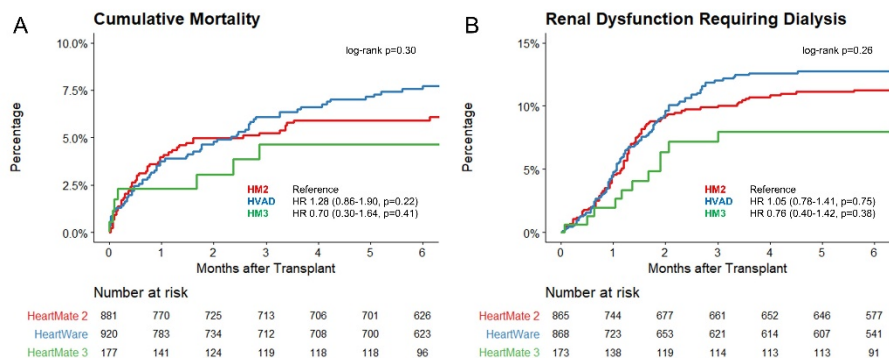 A
Cumulative Mortality
10.0%
7.5%
5.0%
2.5%
0.0%
Percentage
log-rank p=0.30
HM2 Reference
HVAD HR 1.28 (0.86-1.90, p=0.22)
HM3 HR 0.70 (0.30-1.64, p=0.41)
0 1 2 3 4 5 6
Months after Transplant
Number at risk
HeartMate 2 881 770 725 713 706 701 626
HeartWare 920 783 734 712 708 700 623
HeartMate 3 177 141 124 119 118 118 96
B
Renal Dysfunction Requiring Dialysis
15%
10%
5%
0%
Percentage
log-rank p=0.26
HM2 Reference
HVAD HR 1.05 (0.78-1.41, p=0.75)
HM3 HR 0.76 (0.40-1.42, p=0.38)
0 1 2 3 4 5 6
Months after Transplant
Number at risk
HeartMate 2 865 744 677 661 652 646 577
HeartWare 868 723 653 621 614 607 541
HeartMate 3 173 138 119 114 113 113 91